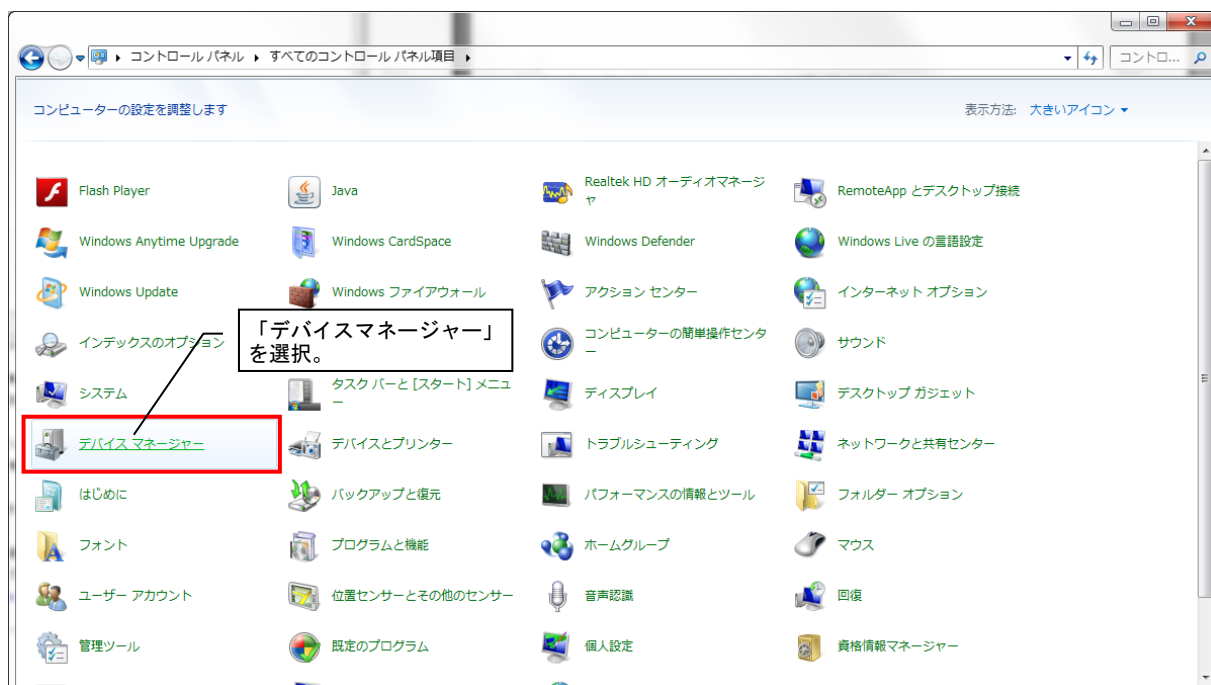 コントロール パネル ▸ すべてのコントロール パネル項目 ▸
コントロ...
コンピューターの設定を調整します
表示方法: 大きいアイコン
Flash Player
Java
Realtek HD オーディオマネージ
ャ
RemoteApp とデスクトップ接続
Windows Anytime Upgrade
Windows CardSpace
Windows Defender
Windows Live の言語設定
Windows Update
Windows ファイアウォール
アクション センター
インターネット オプション
インデックスのオプション
「デバイスマネージャー」
を選択。
コンピューターの簡単操作センタ
ー
サウンド
システム
タスク バーと [スタート] メニュ
ー
ディスプレイ
デスクトップ ガジェット
デバイス マネージャー
デバイスとプリンター
トラブルシューティング
ネットワークと共有センター
はじめに
バックアップと復元
パフォーマンスの情報とツール
フォルダー オプション
フォント
プログラムと機能
ホームグループ
マウス
ユーザー アカウント
位置センサーとその他のセンサー
音声認識
回復
管理ツール
既定のプログラム
個人設定
資格情報マネージャー